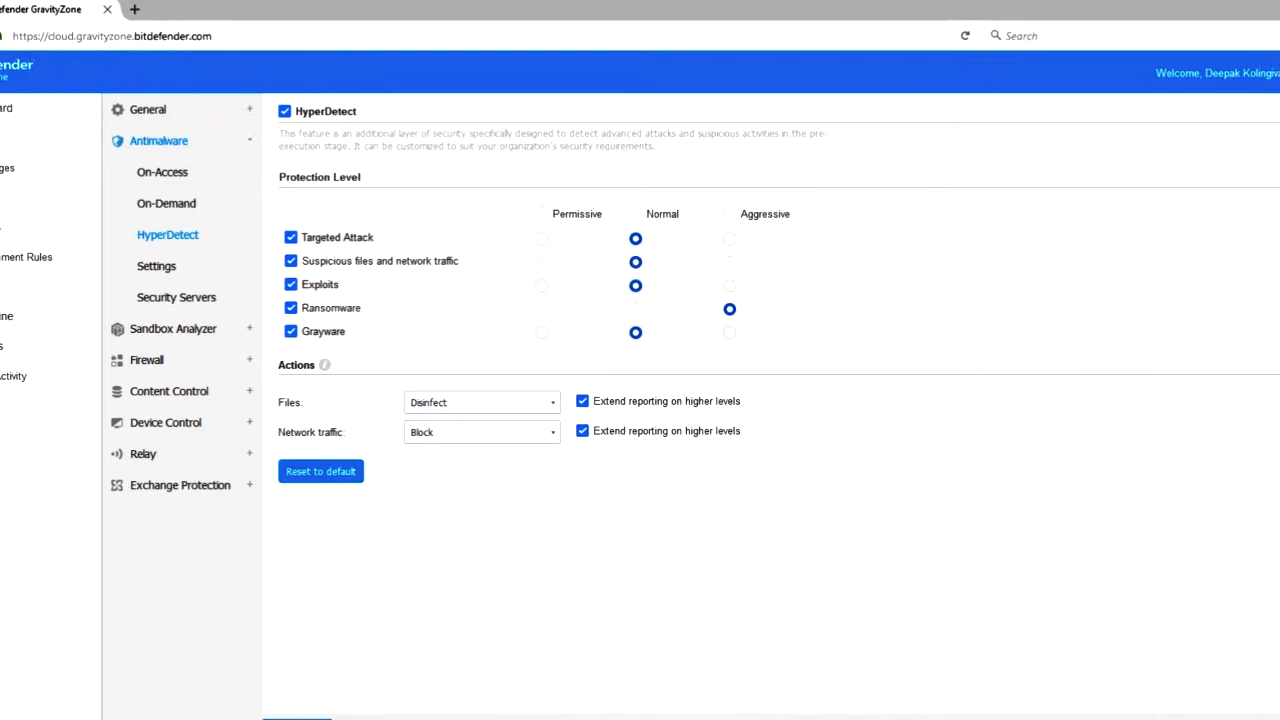 efender GravityZone
https://cloud.gravityzone.bitdefender.com
Search
ender
ne
Welcome, Deepak Kolingiva
ard
ges
ment Rules
ine
s
Activity
General +
Antimalware -
On-Access
On-Demand
HyperDetect
Settings
Security Servers
Sandbox Analyzer +
Firewall +
Content Control +
Device Control +
Relay +
Exchange Protection +
HyperDetect
This feature is an additional layer of security specifically designed to detect advanced attacks and suspicious activities in the pre-
execution stage. It can be customized to suit your organization's security requirements.
Protection Level
Permissive Normal Aggressive
Targeted Attack
Suspicious files and network traffic
Exploits
Ransomware
Grayware
Actions i
Files: Disinfect Extend reporting on higher levels
Network traffic: Block Extend reporting on higher levels
Reset to default